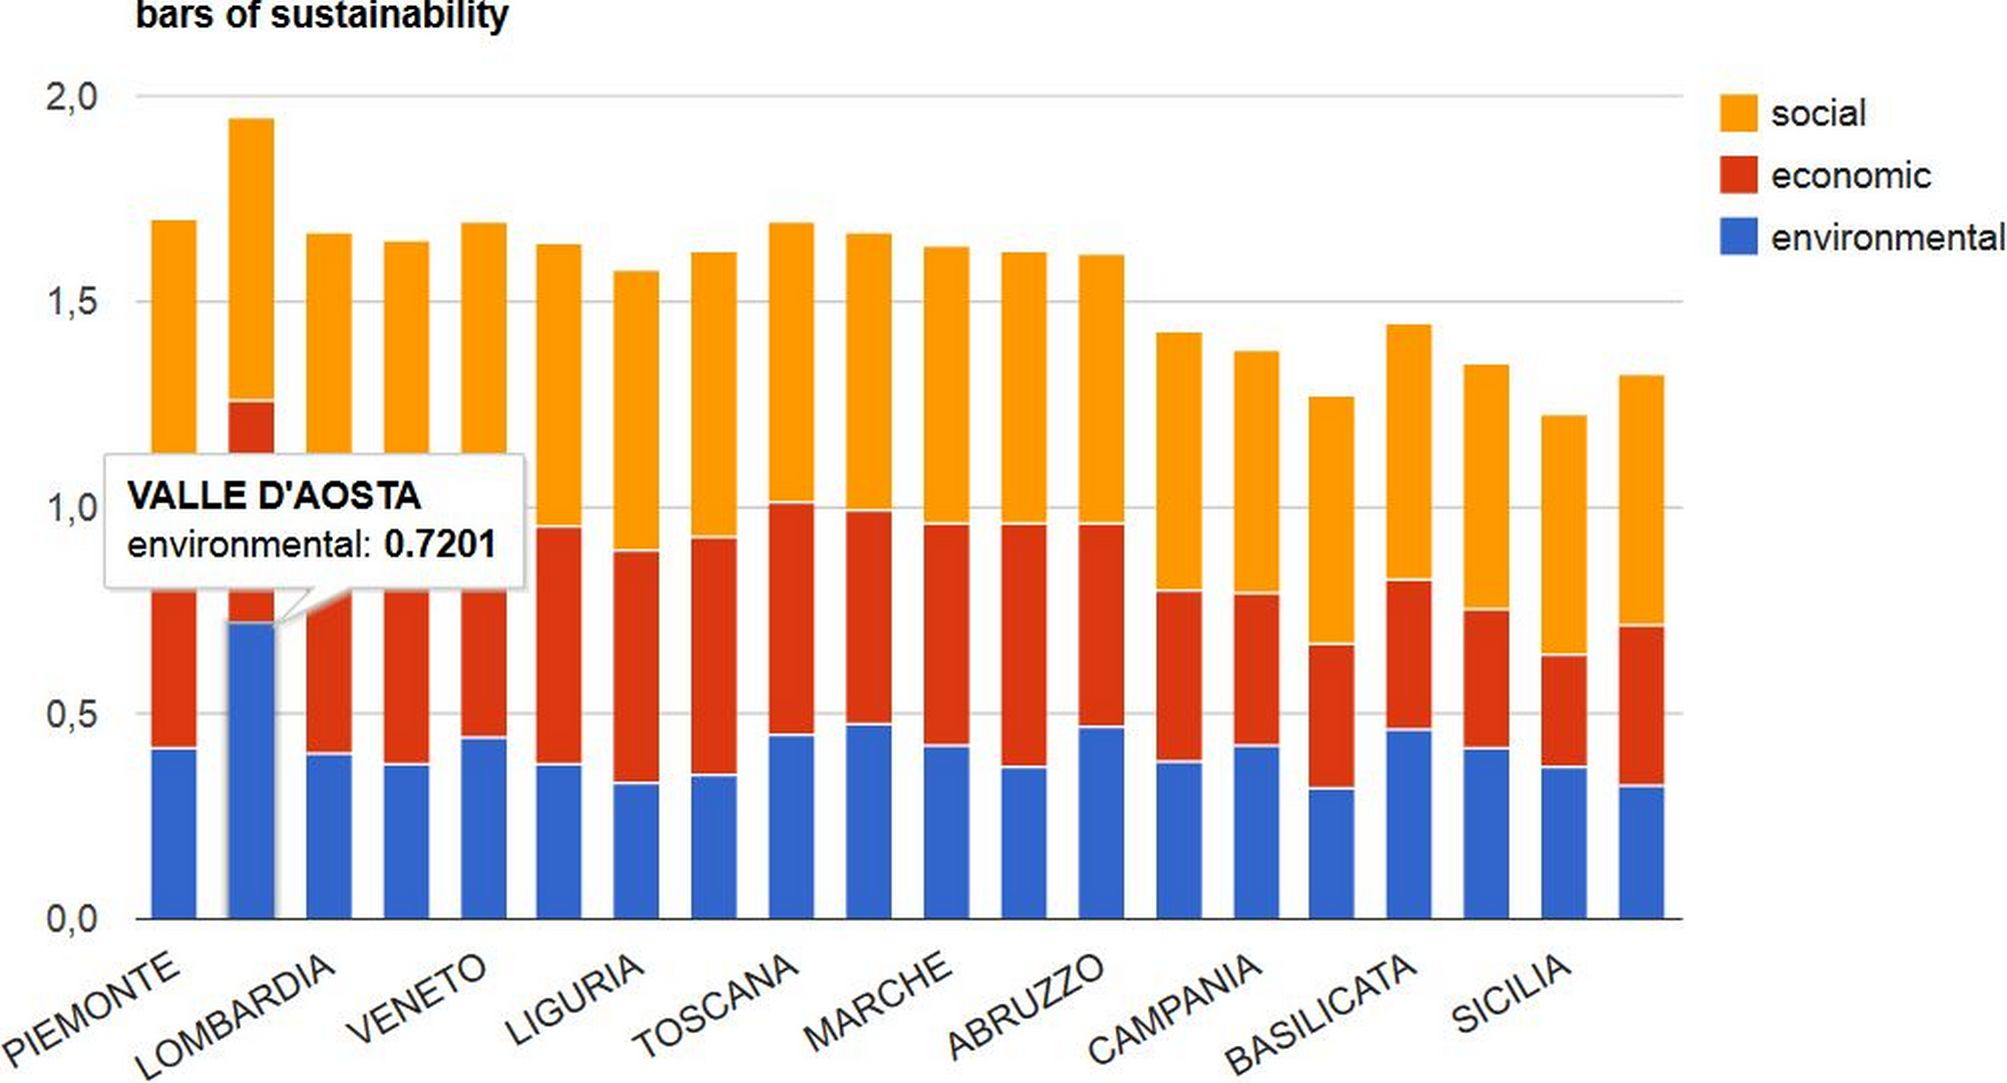 bars of sustainability
2,0
1,5
1,0
0,5
0,0
social
economic
environmental
VALLE D'AOSTA
environmental: 0.7201
PIEMONTE
LOMBARDIA
VENETO
LIGURIA
TOSCANA
MARCHE
ABRUZZO
CAMPANIA
BASILICATA
SICILIA